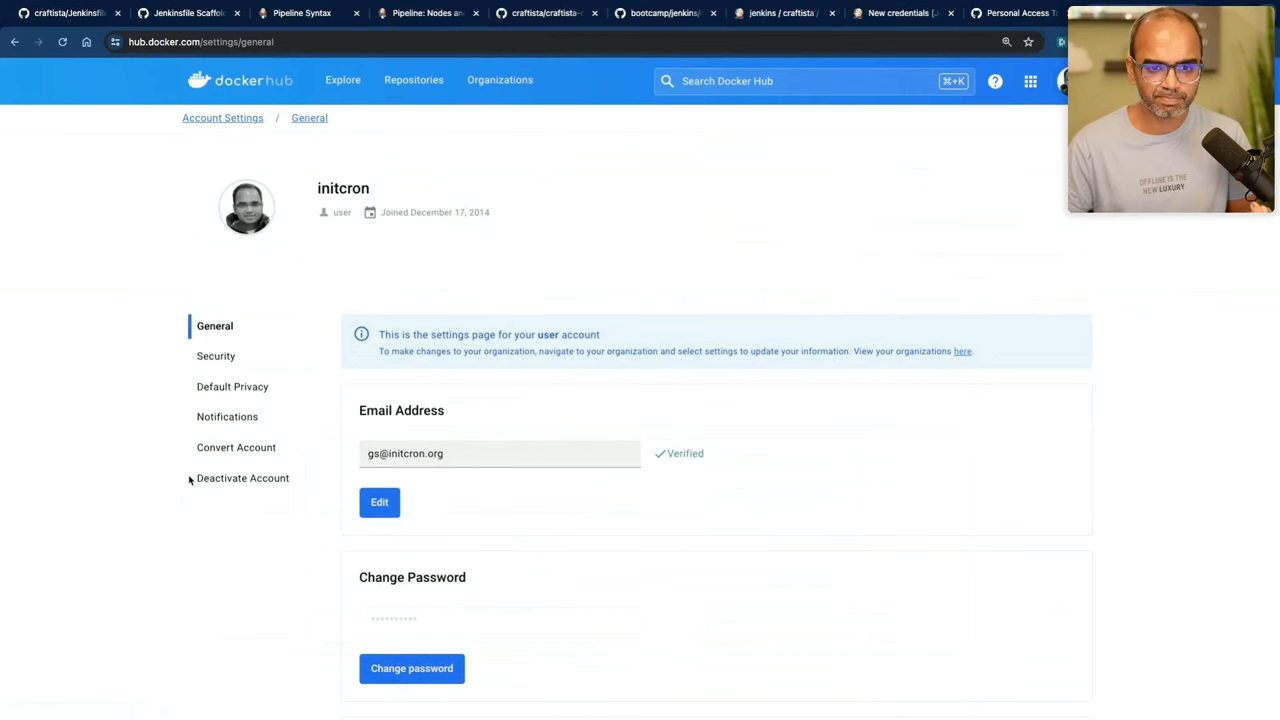 craftista/Jenkinsfil
Jenkinsfile Scaffol
Pipeline Syntax
Pipeline: Nodes an
craftista/craftista-
bootcamp/jenkins/
jenkins / craftista /
New credentials [J
Personal Access T
hub.docker.com/settings/general
dockerhub
Explore
Repositories
Organizations
Search Docker Hub
⌘+K
?
Account Settings / General
initcron
user
Joined December 17, 2014
OFFLINE IS THE
NEW LUXURY
General
Security
Default Privacy
Notifications
Convert Account
Deactivate Account
This is the settings page for your user account
To make changes to your organization, navigate to your organization and select settings to update your information. View your organizations here.
Email Address
gs@initcron.org
Verified
Edit
Change Password
**********
Change password